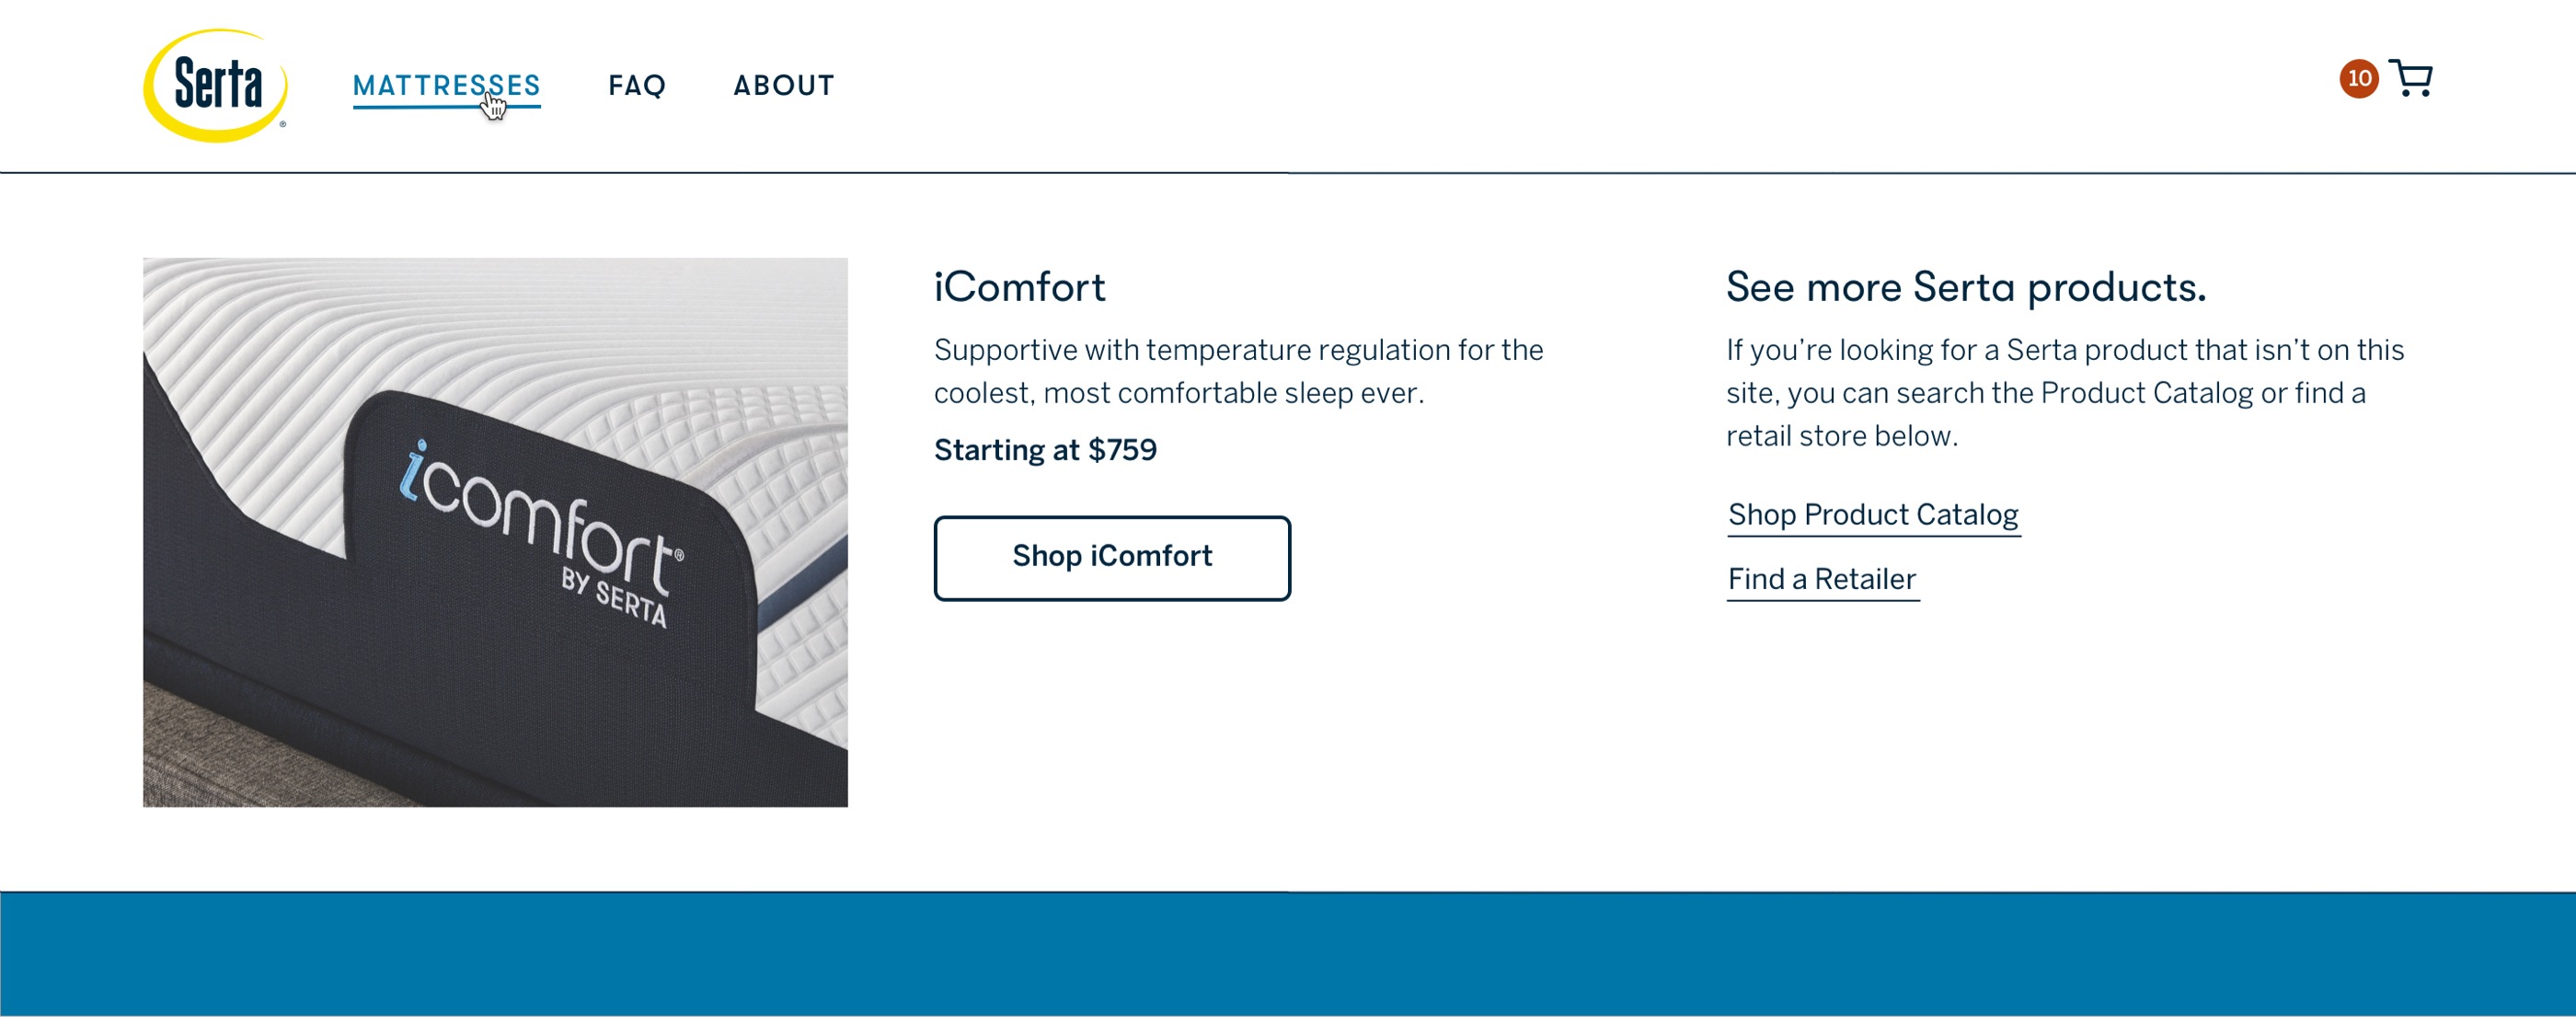 Serta
®
MATTRESSES
FAQ
ABOUT
10
iComfort
Supportive with temperature regulation for the
coolest, most comfortable sleep ever.
Starting at $759
Shop iComfort
See more Serta products.
If you’re looking for a Serta product that isn’t on this
site, you can search the Product Catalog or find a
retail store below.
Shop Product Catalog
Find a Retailer
icomfort®
BY SERTA